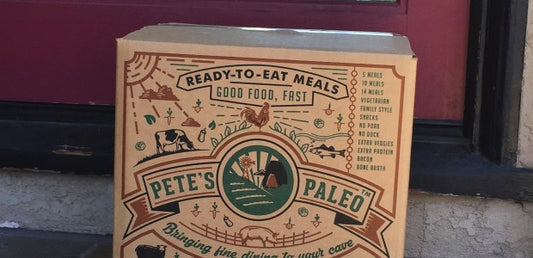 READY-TO-EAT MEALS
GOOD FOOD, FAST
5 MEALS
10 MEALS
14 MEALS
VEGETARIAN
FAMILY STYLE
SNACKS
NO PORK
NO DUCK
EXTRA VEGGIES
EXTRA PROTEIN
BACON
BONE BROTH
PETE'S PALEO™
Bringing fine dining to your cave